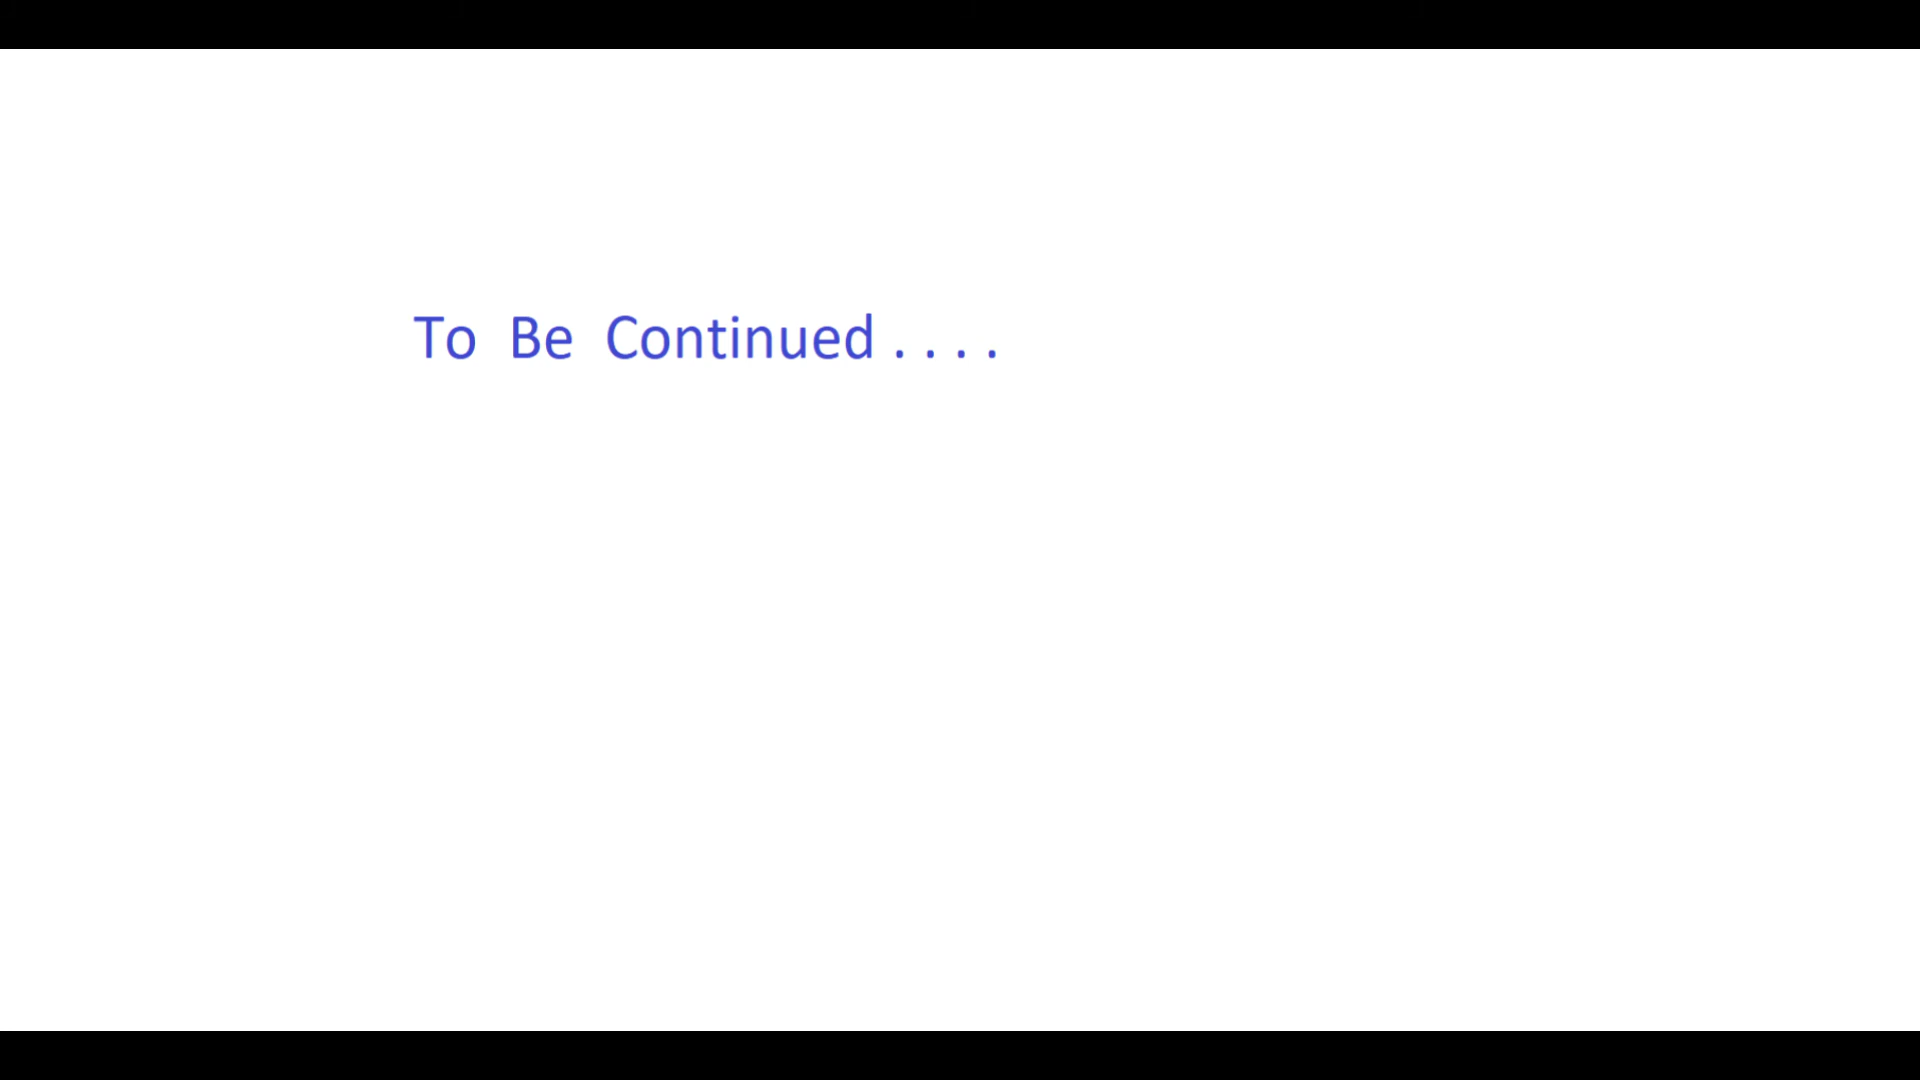 To Be Continued . . . .